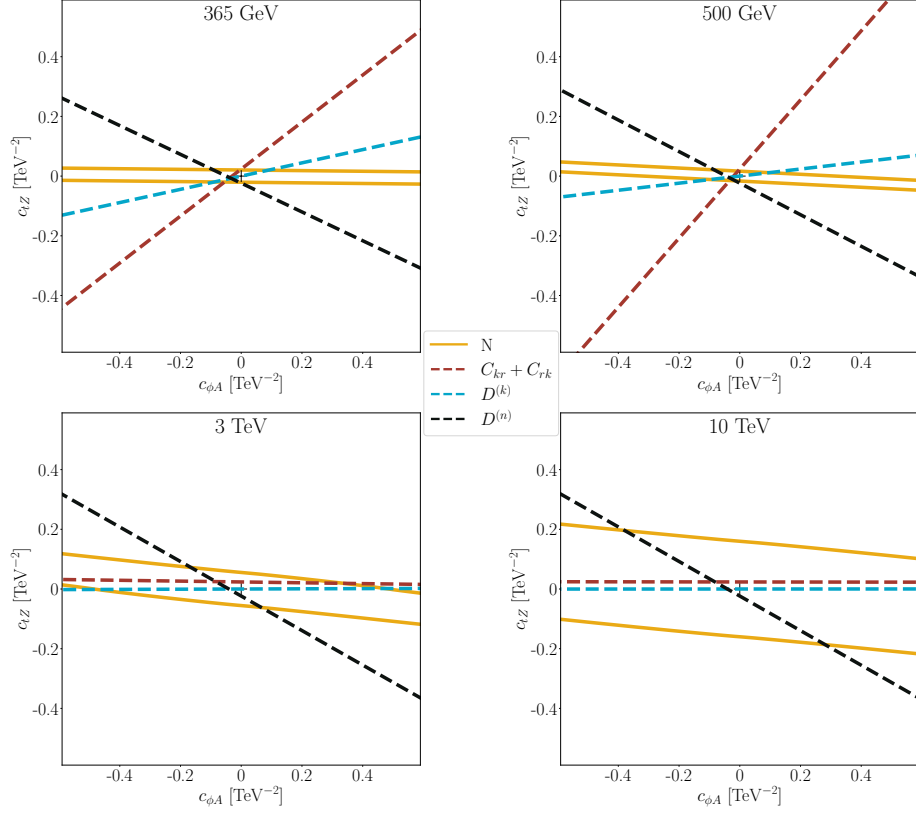 365 GeV
0.4
0.2
0
-0.2
-0.4
c_{tZ} [TeV^{-2}]
-0.4 -0.2 0 0.2 0.4
c_{ϕA} [TeV^{-2}]
500 GeV
0.4
0.2
0
-0.2
-0.4
c_{tZ} [TeV^{-2}]
-0.4 -0.2 0 0.2 0.4
c_{ϕA} [TeV^{-2}]
N
C_{kr} + C_{rk}
D^{(k)}
D^{(n)}
3 TeV
0.4
0.2
0
-0.2
-0.4
c_{tZ} [TeV^{-2}]
-0.4 -0.2 0 0.2 0.4
c_{ϕA} [TeV^{-2}]
10 TeV
0.4
0.2
0
-0.2
-0.4
c_{tZ} [TeV^{-2}]
-0.4 -0.2 0 0.2 0.4
c_{ϕA} [TeV^{-2}]